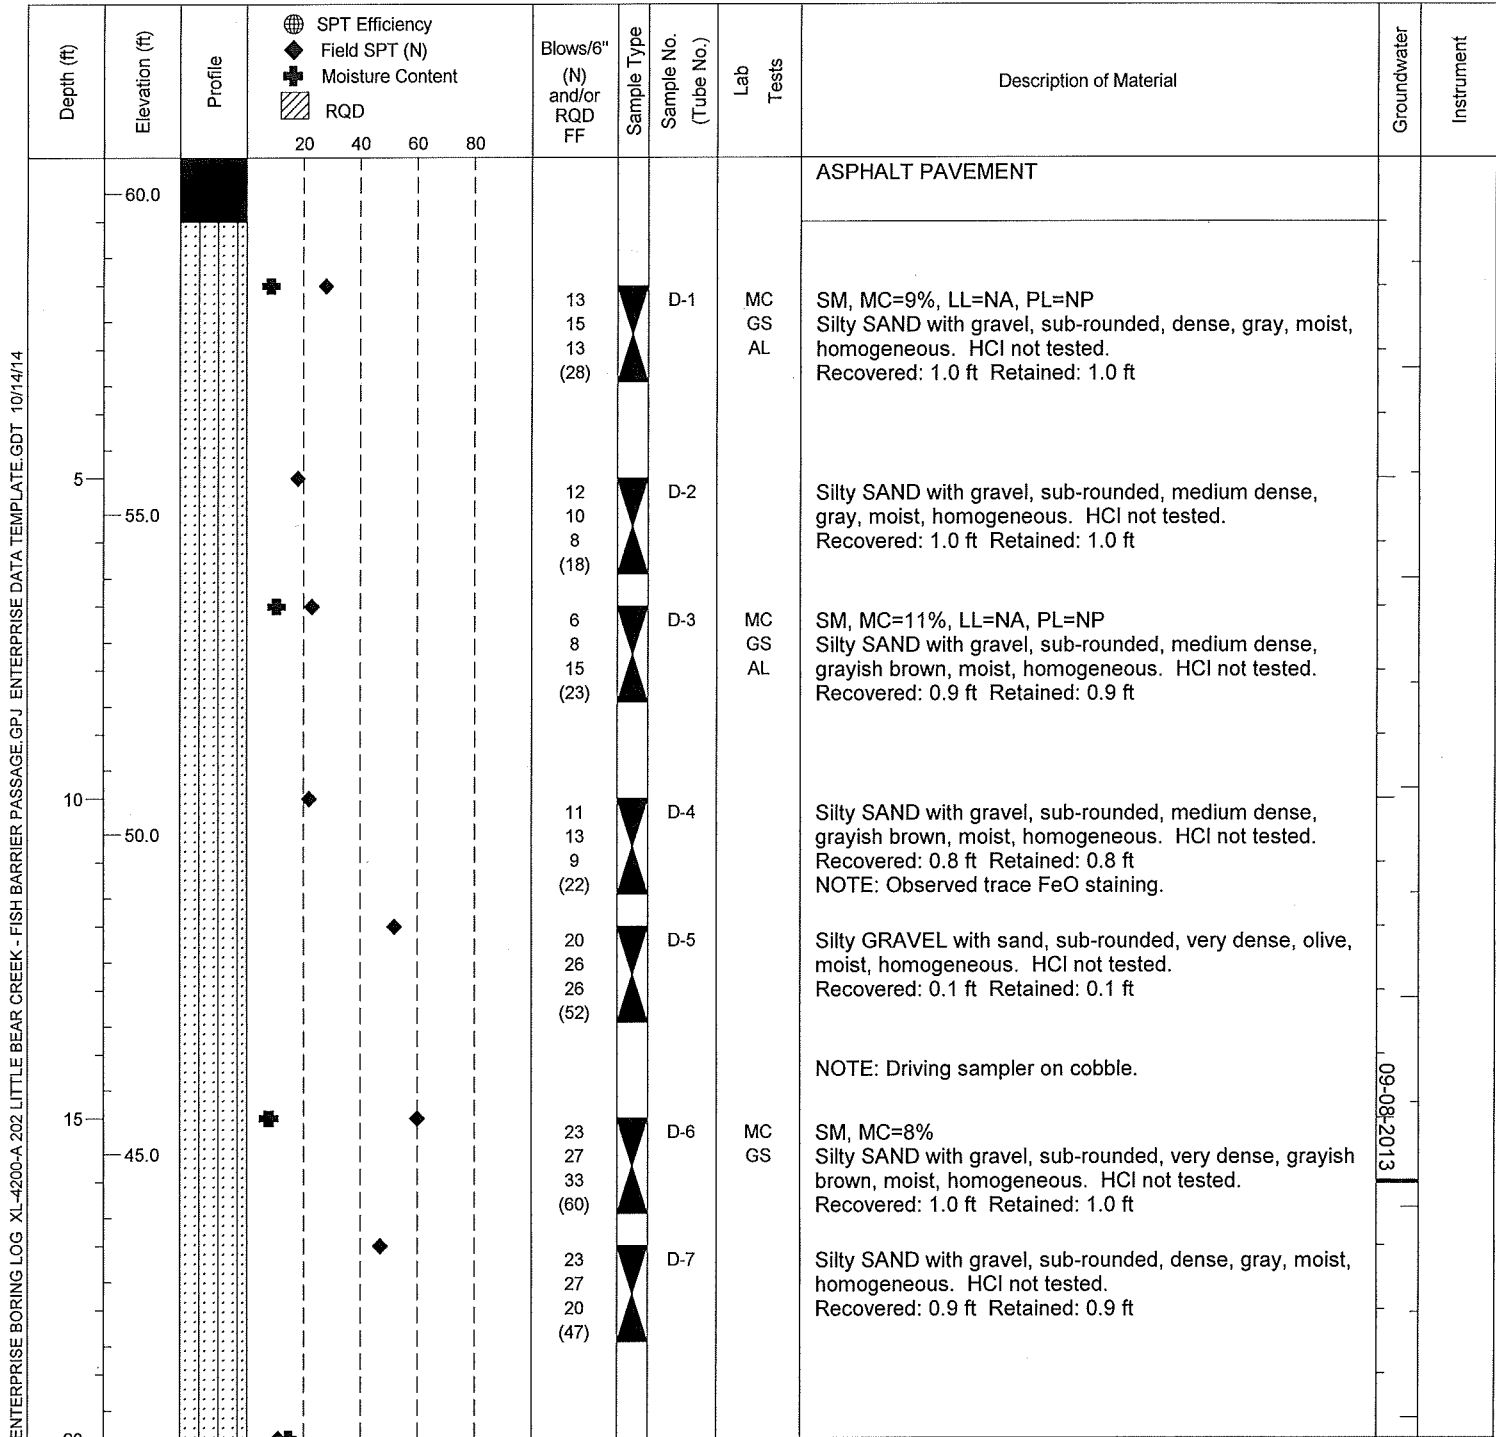 SPT Efficiency
Field SPT (N)
Moisture Content
RQD
20 40 60 80
Depth (ft)
Elevation (ft)
Profile
Blows/6"
(N)
and/or
RQD
FF
Sample Type
Sample No.
(Tube No.)
Lab
Tests
Description of Material
Groundwater
Instrument
ASPHALT PAVEMENT
60.0
13
15
13
(28)
D-1
MC
GS
AL
SM, MC=9%, LL=NA, PL=NP
Silty SAND with gravel, sub-rounded, dense, gray, moist,
homogeneous. HCl not tested.
Recovered: 1.0 ft Retained: 1.0 ft
5
55.0
12
10
8
(18)
D-2
Silty SAND with gravel, sub-rounded, medium dense,
gray, moist, homogeneous. HCl not tested.
Recovered: 1.0 ft Retained: 1.0 ft
6
8
15
(23)
D-3
MC
GS
AL
SM, MC=11%, LL=NA, PL=NP
Silty SAND with gravel, sub-rounded, medium dense,
grayish brown, moist, homogeneous. HCl not tested.
Recovered: 0.9 ft Retained: 0.9 ft
10
50.0
11
13
9
(22)
D-4
Silty SAND with gravel, sub-rounded, medium dense,
grayish brown, moist, homogeneous. HCl not tested.
Recovered: 0.8 ft Retained: 0.8 ft
NOTE: Observed trace FeO staining.
20
26
26
(52)
D-5
Silty GRAVEL with sand, sub-rounded, very dense, olive,
moist, homogeneous. HCl not tested.
Recovered: 0.1 ft Retained: 0.1 ft
NOTE: Driving sampler on cobble.
15
45.0
23
27
33
(60)
D-6
MC
GS
SM, MC=8%
Silty SAND with gravel, sub-rounded, very dense, grayish
brown, moist, homogeneous. HCl not tested.
Recovered: 1.0 ft Retained: 1.0 ft
09-08-2013
23
27
20
(47)
D-7
Silty SAND with gravel, sub-rounded, dense, gray, moist,
homogeneous. HCl not tested.
Recovered: 0.9 ft Retained: 0.9 ft
ENTERPRISE BORING LOG XL-4200-A 202 LITTLE BEAR CREEK - FISH BARRIER PASSAGE.GPJ ENTERPRISE DATA TEMPLATE.GDT 10/14/14